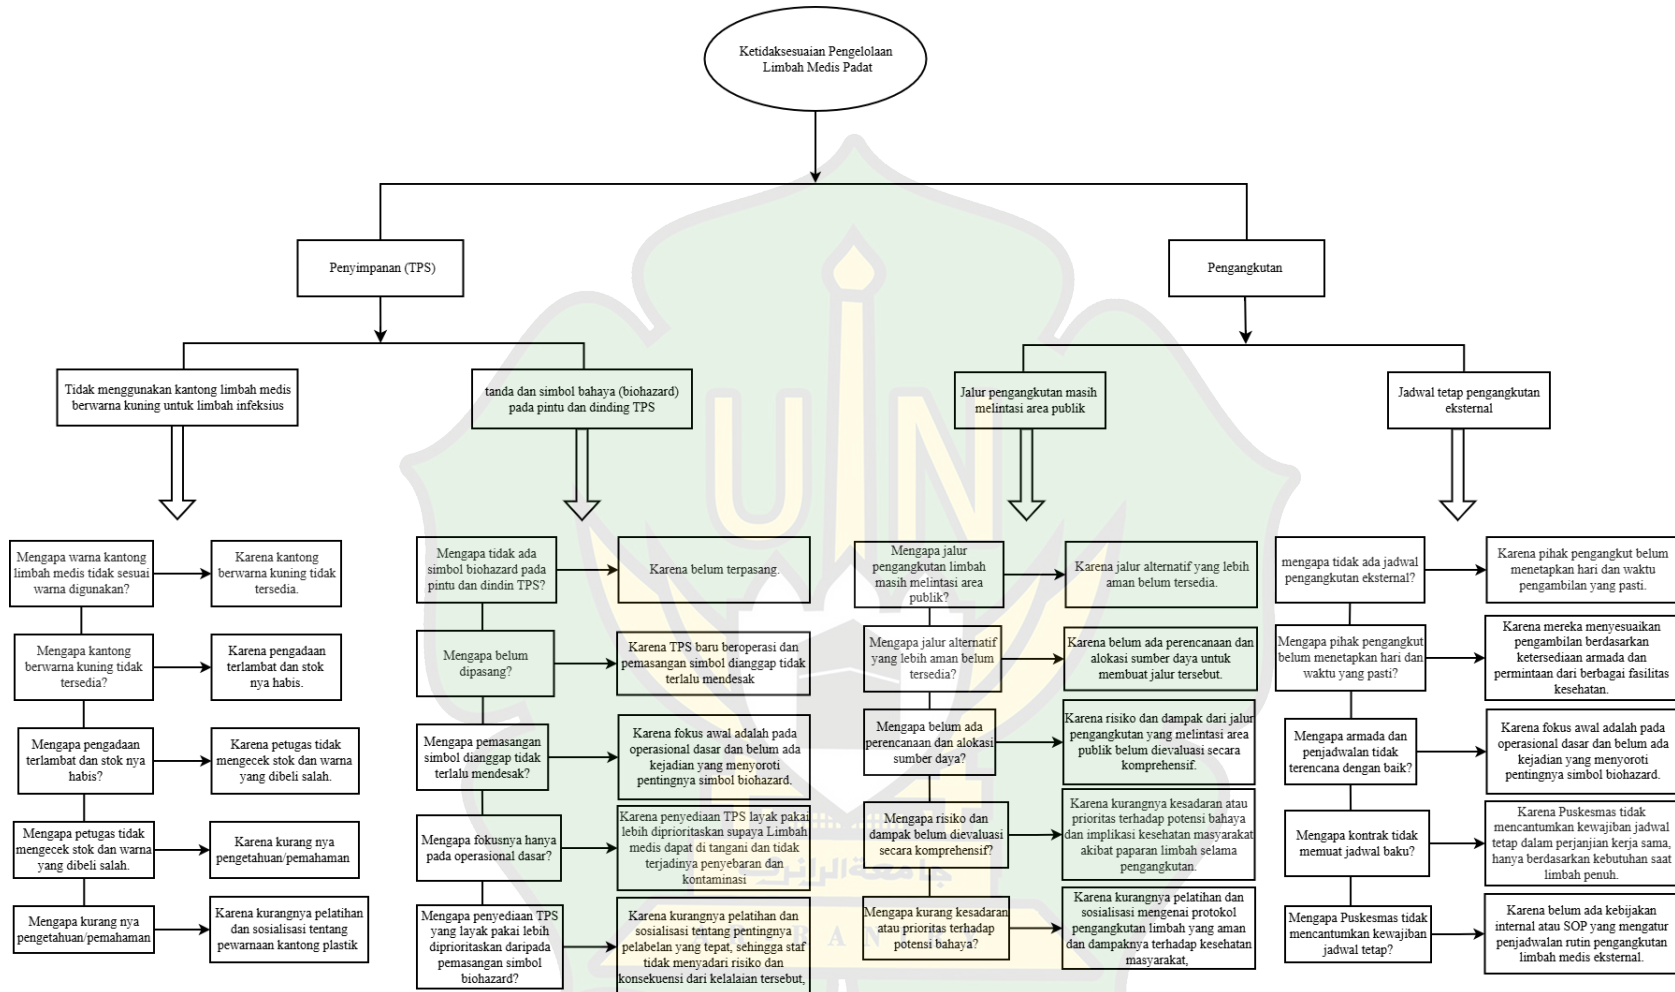 Ketidaksesuaian Pengelolaan
Limbah Medis Padat
Penyimpanan (TPS)
Pengangkutan
Tidak menggunakan kantong limbah medis
berwarna kuning untuk limbah infeksius
tanda dan simbol bahaya (biohazard)
pada pintu dan dinding TPS
Jalur pengangkutan masih
melintasi area publik
Jadwal tetap pengangkutan
eksternal
Mengapa warna kantong
limbah medis tidak sesuai
warna digunakan?
Karena kantong
berwarna kuning tidak
tersedia.
Mengapa kantong
berwarna kuning tidak
tersedia?
Karena pengadaan
terlambat dan stok
nya habis.
Mengapa pengadaan
terlambat dan stok nya
habis?
Karena petugas tidak
mengecek stok dan warna
yang dibeli salah.
Mengapa petugas tidak
mengecek stok dan warna
yang dibeli salah.
Karena kurang nya
pengetahuan/pemahaman
Mengapa kurang nya
pengetahuan/pemahaman
Karena kurangnya pelatihan
dan sosialisasi tentang
pewarnaan kantong plastik
Mengapa tidak ada
simbol biohazard pada
pintu dan dindin TPS?
Karena belum terpasang.
Mengapa belum
dipasang?
Karena TPS baru beroperasi dan
pemasangan simbol dianggap tidak
terlalu mendesak
Mengapa pemasangan
simbol dianggap tidak
terlalu mendesak?
Karena fokus awal adalah pada
operasional dasar dan belum ada
kejadian yang menyoroti
pentingnya simbol biohazard.
Mengapa fokusnya hanya
pada operasional dasar?
Karena penyediaan TPS layak pakai
lebih diprioritaskan supaya Limbah
medis dapat di tangani dan tidak
terjadinya penyebaran dan
kontaminasi
Mengapa penyediaan TPS
yang layak pakai lebih
diprioritaskan daripada
pemasangan simbol
biohazard?
Karena kurangnya pelatihan dan
sosialisasi tentang pentingnya
pelabelan yang tepat, sehingga staf
tidak menyadari risiko dan
konsekuensi dari kelalaian tersebut,
Mengapa jalur
pengangkutan limbah
masih melintasi area
publik?
Karena jalur alternatif yang lebih
aman belum tersedia.
Mengapa jalur alternatif
yang lebih aman belum
tersedia?
Karena belum ada perencanaan dan
alokasi sumber daya untuk
membuat jalur tersebut.
Mengapa belum ada
perencanaan dan alokasi
sumber daya?
Karena risiko dan dampak dari jalur
pengangkutan yang melintasi area
publik belum dievaluasi secara
komprehensif.
Mengapa risiko dan
dampak belum dievaluasi
secara komprehensif?
Karena kurangnya kesadaran atau
prioritas terhadap potensi bahaya
dan implikasi kesehatan masyarakat
akibat paparan limbah selama
pengangkutan.
Mengapa kurang kesadaran
atau prioritas terhadap
potensi bahaya?
Karena kurangnya pelatihan dan
sosialisasi mengenai protokol
pengangkutan limbah yang aman
dan dampaknya terhadap kesehatan
masyarakat,
mengapa tidak ada jadwal
pengangkutan eksternal?
Karena pihak pengangkut belum
menetapkan hari dan waktu
pengambilan yang pasti.
Mengapa pihak pengangkut
belum menetapkan hari dan
waktu yang pasti?
Karena mereka menyesuaikan
pengambilan berdasarkan
ketersediaan armada dan
permintaan dari berbagai fasilitas
kesehatan.
Mengapa armada dan
penjadwalan tidak
terencana dengan baik?
Karena fokus awal adalah pada
operasional dasar dan belum ada
kejadian yang menyoroti
pentingnya simbol biohazard.
Mengapa kontrak tidak
memuat jadwal baku?
Karena Puskesmas tidak
mencantumkan kewajiban jadwal
tetap dalam perjanjian kerja sama,
hanya berdasarkan kebutuhan saat
limbah penuh.
Mengapa Puskesmas tidak
mencantumkan kewajiban
jadwal tetap?
Karena belum ada kebijakan
internal atau SOP yang mengatur
penjadwalan rutin pengangkutan
limbah medis eksternal.
UIN
جامعة الرانري